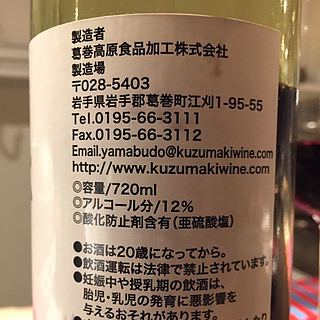 製造者
葛巻高原食品加工株式会社
製造場
〒028-5403
岩手県岩手郡葛巻町江刈1-95-55
Tel.0195-66-3111
Fax.0195-66-3112
Email.yamabudo@kuzumakiwine.com
http://www.kuzumakiwine.com
◎容量/720ml
◎アルコール分/12%
◎酸化防止剤含有(亜硫酸塩)
●お酒は20歳になってから。
●飲酒運転は法律で禁止されています。
●妊娠中や授乳期の飲酒は、
胎児・乳児の発育に悪影響を
与えるおそれがあります。